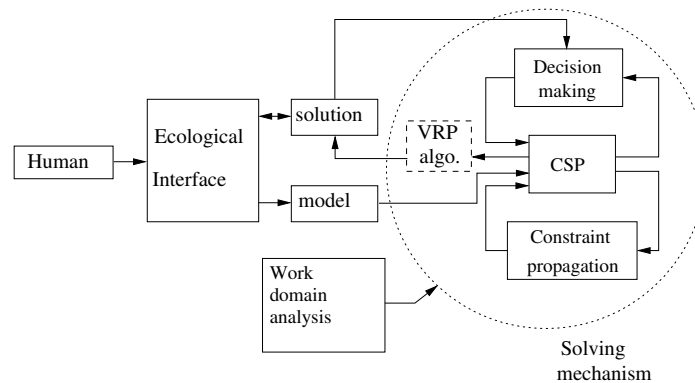 Human
Ecological
Interface
solution
model
Work
domain
analysis
VRP
algo.
Decision
making
CSP
Constraint
propagation
Solving
mechanism